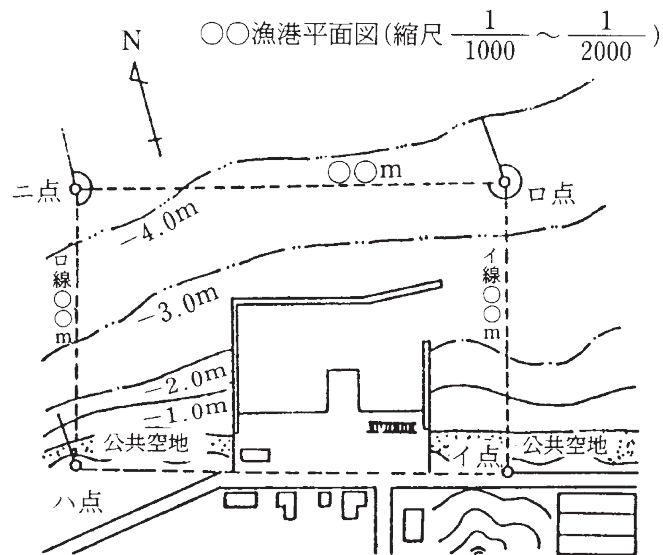 ○○漁港平面図(縮尺 1/1000 ~ 1/2000)
N
ニ点
○○m
ロ点
-4.0m
ロ線○○m
イ線○○m
-3.0m
-2.0m
-1.0m
公共空地
イ点
公共空地
ハ点